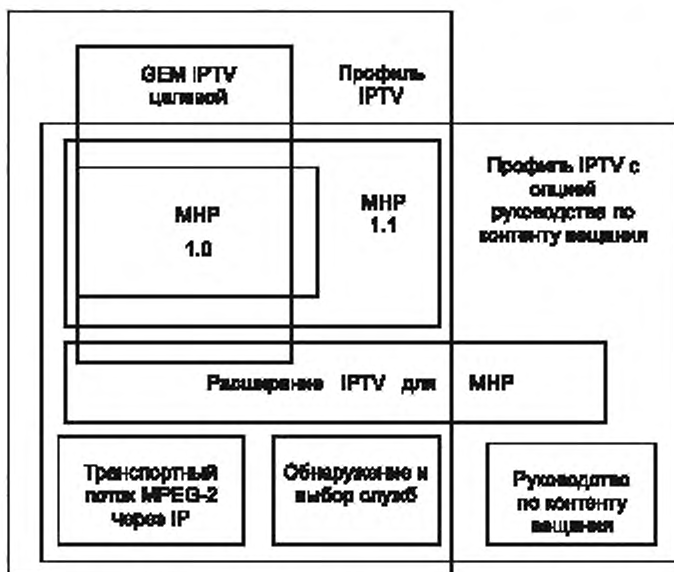 GEM IPTV
целевой
Профиль
IPTV
Профиль IPTV с
опцией
руководства по
контенту вещания
MHP
1.0
MHP
1.1
Расширение IPTV для MHP
Транспортный
поток MPEG-2
через IP
Обнаружение и
выбор служб
Руководство
по контенту
вещания